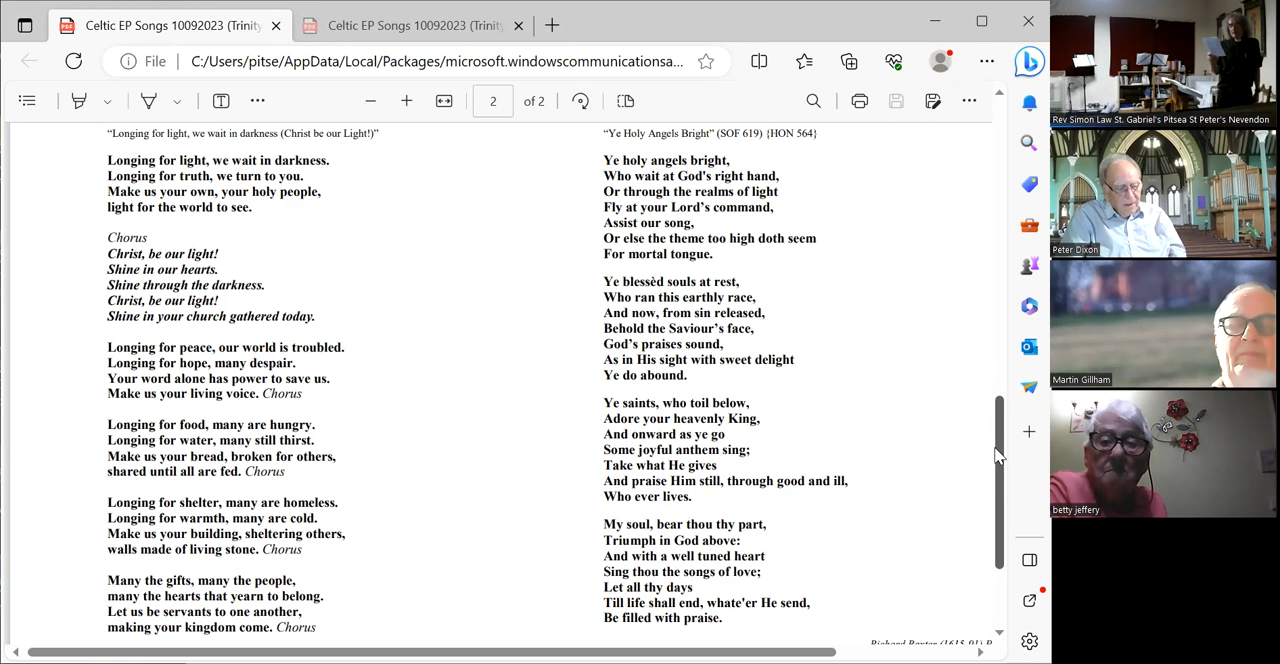 Celtic EP Songs 10092023 (Trinity
Celtic EP Songs 10092023 (Trinity
File
C:/Users/pitse/AppData/Local/Packages/microsoft.windowscommunicationsa...
2 of 2
“Longing for light, we wait in darkness (Christ be our Light!)”
Longing for light, we wait in darkness.
Longing for truth, we turn to you.
Make us your own, your holy people,
light for the world to see.
Chorus
Christ, be our light!
Shine in our hearts.
Shine through the darkness.
Christ, be our light!
Shine in your church gathered today.
Longing for peace, our world is troubled.
Longing for hope, many despair.
Your word alone has power to save us.
Make us your living voice. Chorus
Longing for food, many are hungry.
Longing for water, many still thirst.
Make us your bread, broken for others,
shared until all are fed. Chorus
Longing for shelter, many are homeless.
Longing for warmth, many are cold.
Make us your building, sheltering others,
walls made of living stone. Chorus
Many the gifts, many the people,
many the hearts that yearn to belong.
Let us be servants to one another,
making your kingdom come. Chorus
“Ye Holy Angels Bright” (SOF 619) {HON 564}
Ye holy angels bright,
Who wait at God's right hand,
Or through the realms of light
Fly at your Lord’s command,
Assist our song,
Or else the theme too high doth seem
For mortal tongue.
Ye blessèd souls at rest,
Who ran this earthly race,
And now, from sin released,
Behold the Saviour’s face,
God’s praises sound,
As in His sight with sweet delight
Ye do abound.
Ye saints, who toil below,
Adore your heavenly King,
And onward as ye go
Some joyful anthem sing;
Take what He gives
And praise Him still, through good and ill,
Who ever lives.
My soul, bear thou thy part,
Triumph in God above:
And with a well tuned heart
Sing thou the songs of love;
Let all thy days
Till life shall end, whate'er He send,
Be filled with praise.
Richard Baxter (1615-91)
Rev Simon Law St. Gabriel's Pitsea St Peter's Nevendon
Peter Dixon
Martin Gillham
betty jeffery